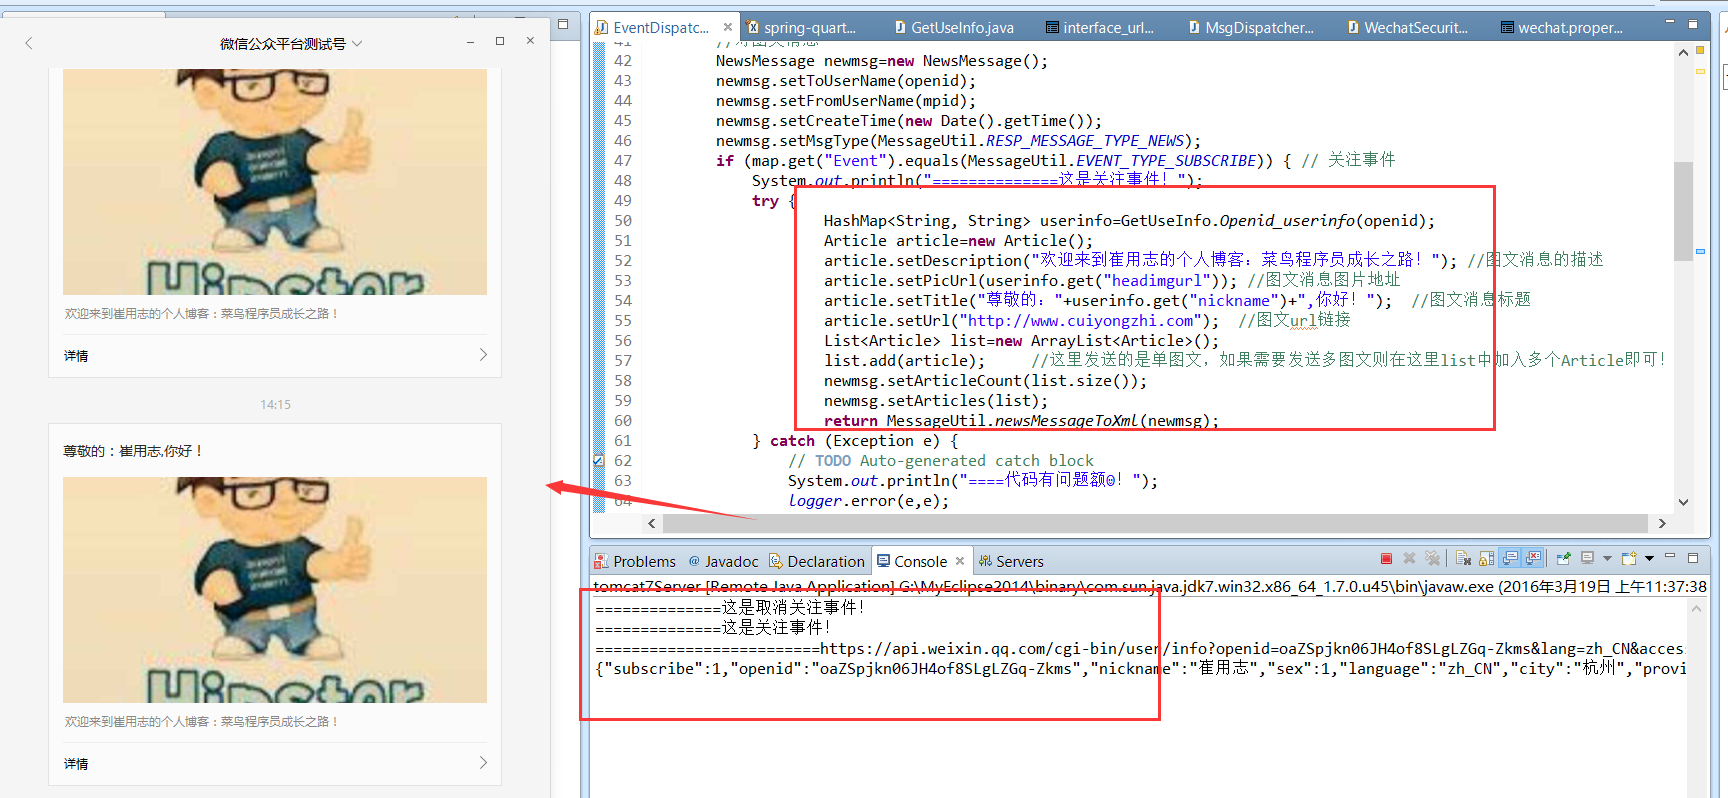 微信公众平台测试号
Hipster
欢迎来到崔用志的个人博客：菜鸟程序员成长之路！
详情
14:15
尊敬的：崔用志,你好！
Hipster
欢迎来到崔用志的个人博客：菜鸟程序员成长之路！
详情
EventDispatc... spring-quart... GetUseInfo.java interface_url... MsgDispatcher... WechatSecurit... wechat.proper...
41 //对图文消息
42 NewsMessage newmsg=new NewsMessage();
43 newmsg.setToUserName(openid);
44 newmsg.setFromUserName(mpid);
45 newmsg.setCreateTime(new Date().getTime());
46 newmsg.setMsgType(MessageUtil.RESP_MESSAGE_TYPE_NEWS);
47 if (map.get("Event").equals(MessageUtil.EVENT_TYPE_SUBSCRIBE)) { // 关注事件
48 System.out.println("==============这是关注事件！");
49 try {
50 HashMap<String, String> userinfo=GetUseInfo.Openid_userinfo(openid);
51 Article article=new Article();
52 article.setDescription("欢迎来到崔用志的个人博客：菜鸟程序员成长之路！"); //图文消息的描述
53 article.setPicUrl(userinfo.get("headimgurl")); //图文消息图片地址
54 article.setTitle("尊敬的："+userinfo.get("nickname")+",你好！"); //图文消息标题
55 article.setUrl("http://www.cuiyongzhi.com"); //图文url链接
56 List<Article> list=new ArrayList<Article>();
57 list.add(article); //这里发送的是单图文，如果需要发送多图文则在这里list中加入多个Article即可！
58 newmsg.setArticleCount(list.size());
59 newmsg.setArticles(list);
60 return MessageUtil.newsMessageToXml(newmsg);
61 } catch (Exception e) {
62 // TODO Auto-generated catch block
63 System.out.println("====代码有问题额☺！");
64 logger.error(e,e);
Problems @ Javadoc Declaration Console Servers
tomcat7Server [Remote Java Application] G:\MyEclipse2014\binary\com.sun.java.jdk7.win32.x86_64_1.7.0.u45\bin\javaw.exe (2016年3月19日 上午11:37:38
==============这是取消关注事件！
==============这是关注事件！
=========================https://api.weixin.qq.com/cgi-bin/user/info?openid=oaZSpjkn06JH4of8SLgLZGq-Zkms&lang=zh_CN&acces
{"subscribe":1,"openid":"oaZSpjkn06JH4of8SLgLZGq-Zkms","nickname":"崔用志","sex":1,"language":"zh_CN","city":"杭州","provi